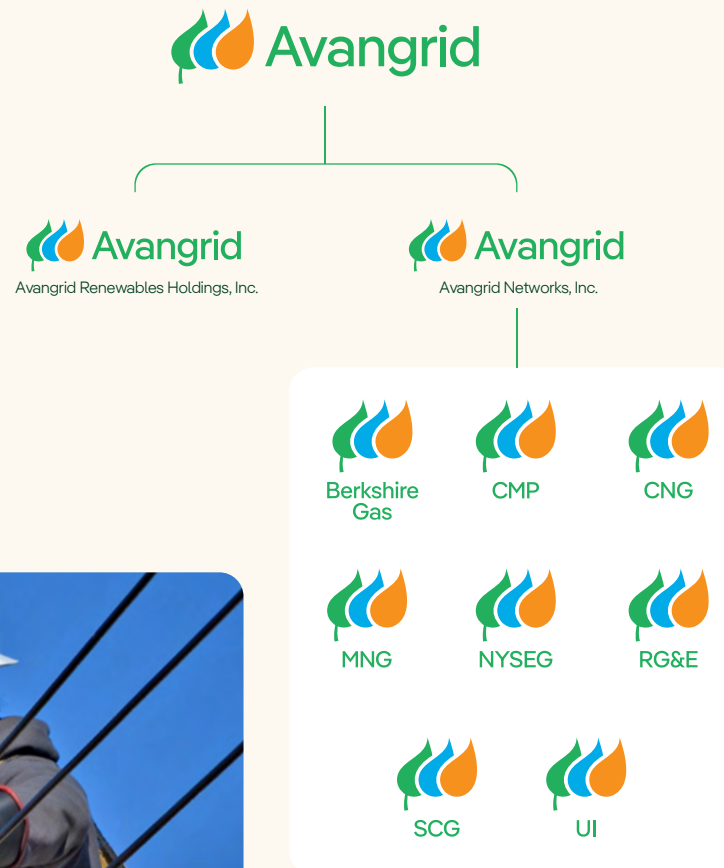 Avangrid
Avangrid
Avangrid Renewables Holdings, Inc.
Avangrid
Avangrid Networks, Inc.
Berkshire
Gas
CMP
CNG
MNG
NYSEG
RG&E
SCG
UI